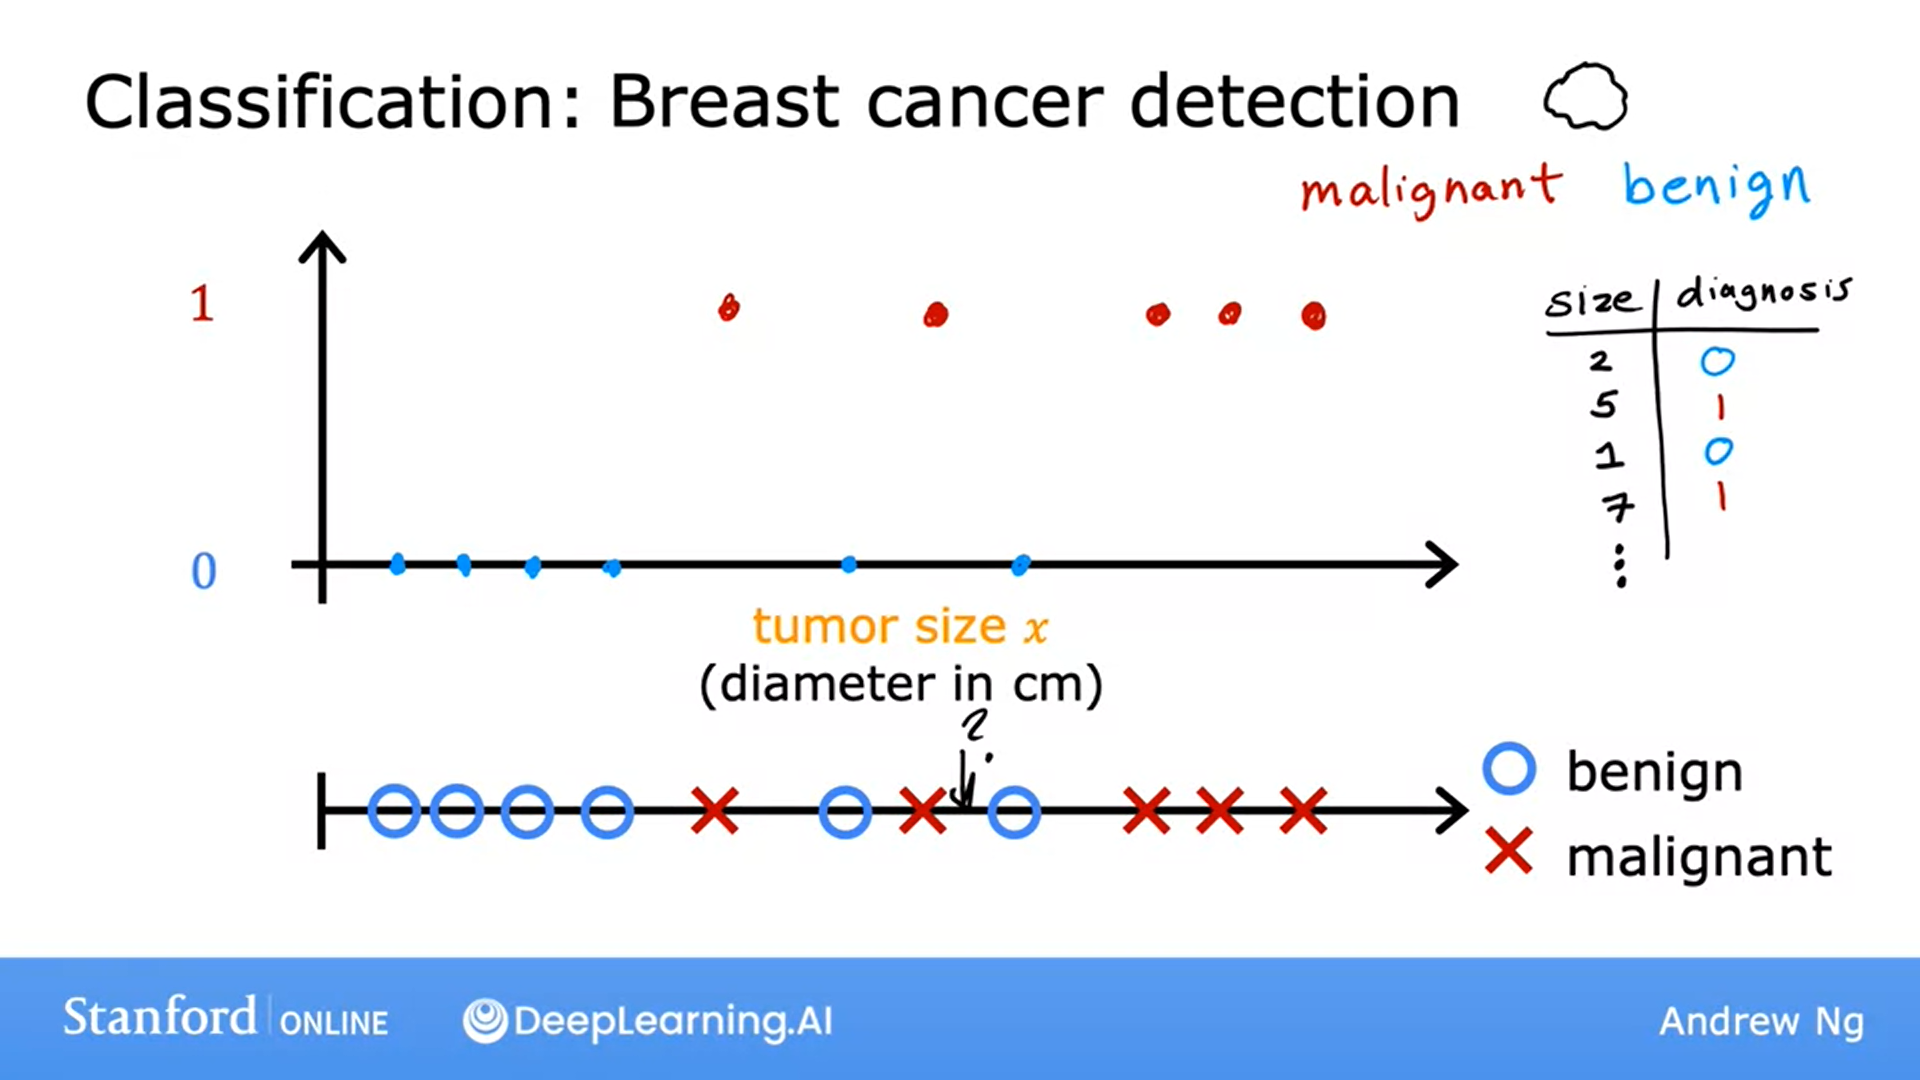 Classification: Breast cancer detection
malignant benign
1
0
size diagnosis
2 0
5 1
1 0
7 1
⋮
tumor size x
(diameter in cm)
?
benign
malignant
Stanford ONLINE
DeepLearning.AI
Andrew Ng